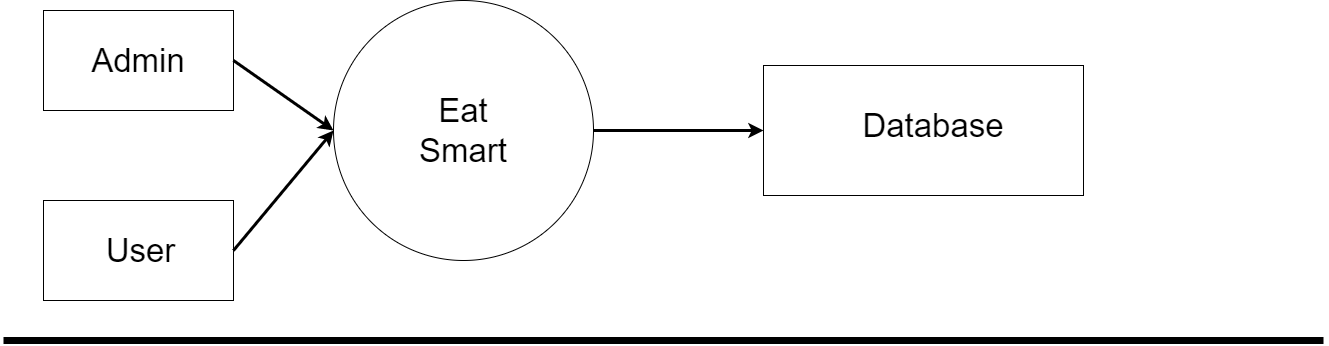 Admin
Eat
Smart
Database
User